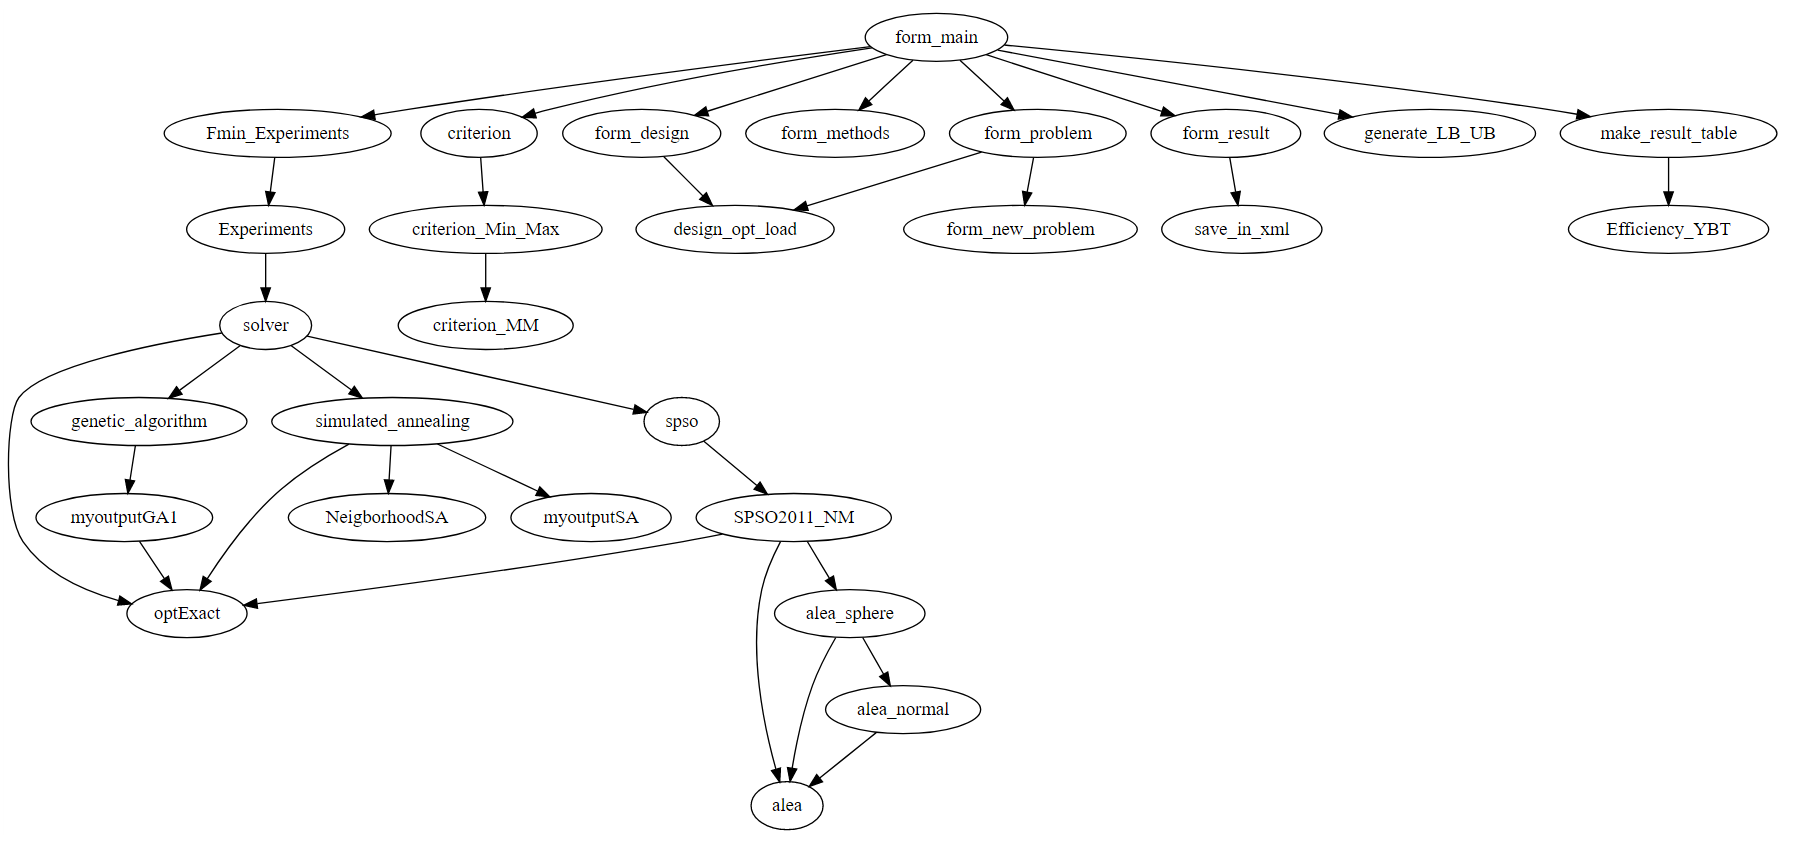 form_main
Fmin_Experiments
criterion
form_design
form_methods
form_problem
form_result
generate_LB_UB
make_result_table
Experiments
criterion_Min_Max
design_opt_load
form_new_problem
save_in_xml
Efficiency_YBT
solver
criterion_MM
genetic_algorithm
simulated_annealing
spso
myoutputGA1
NeigborhoodSA
myoutputSA
SPSO2011_NM
optExact
alea_sphere
alea_normal
alea